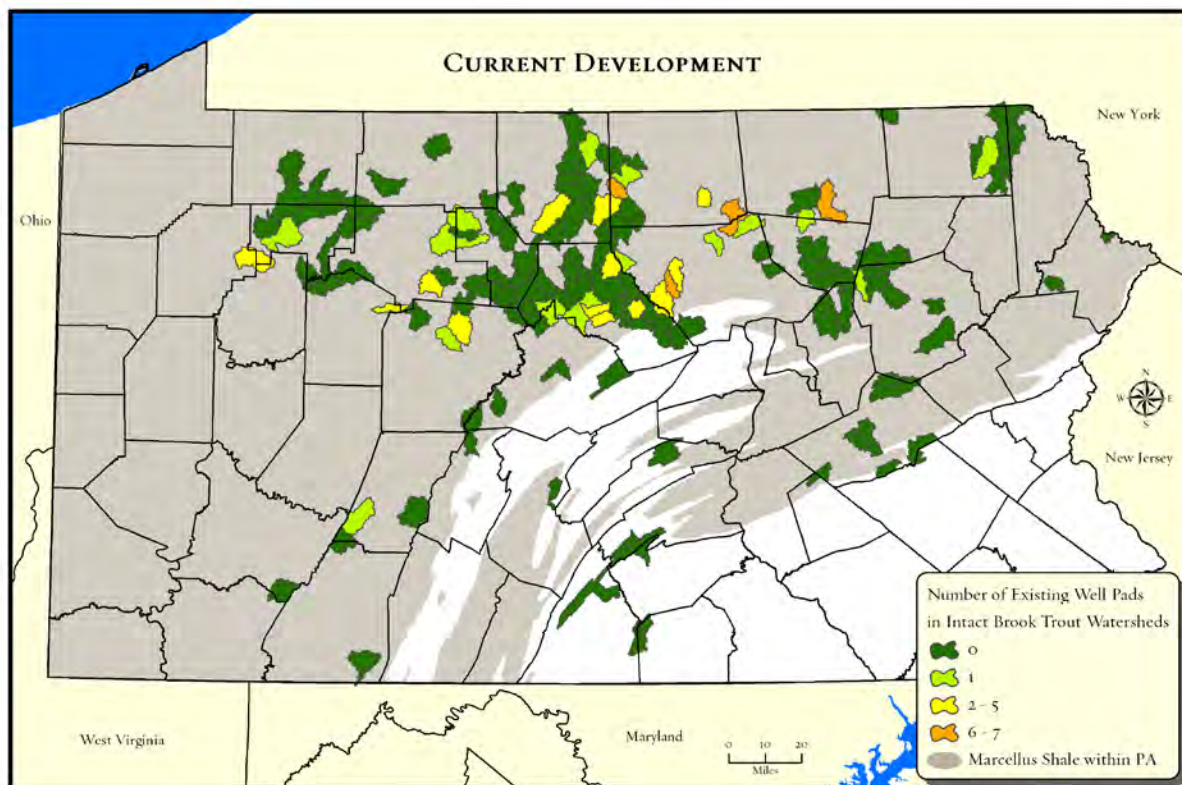 CURRENT DEVELOPMENT
New York
Ohio
N
W E
S
New Jersey
Number of Existing Well Pads
in Intact Brook Trout Watersheds
0
1
2 - 5
6 - 7
Marcellus Shale within PA
West Virginia
Maryland
0 10 20
Miles